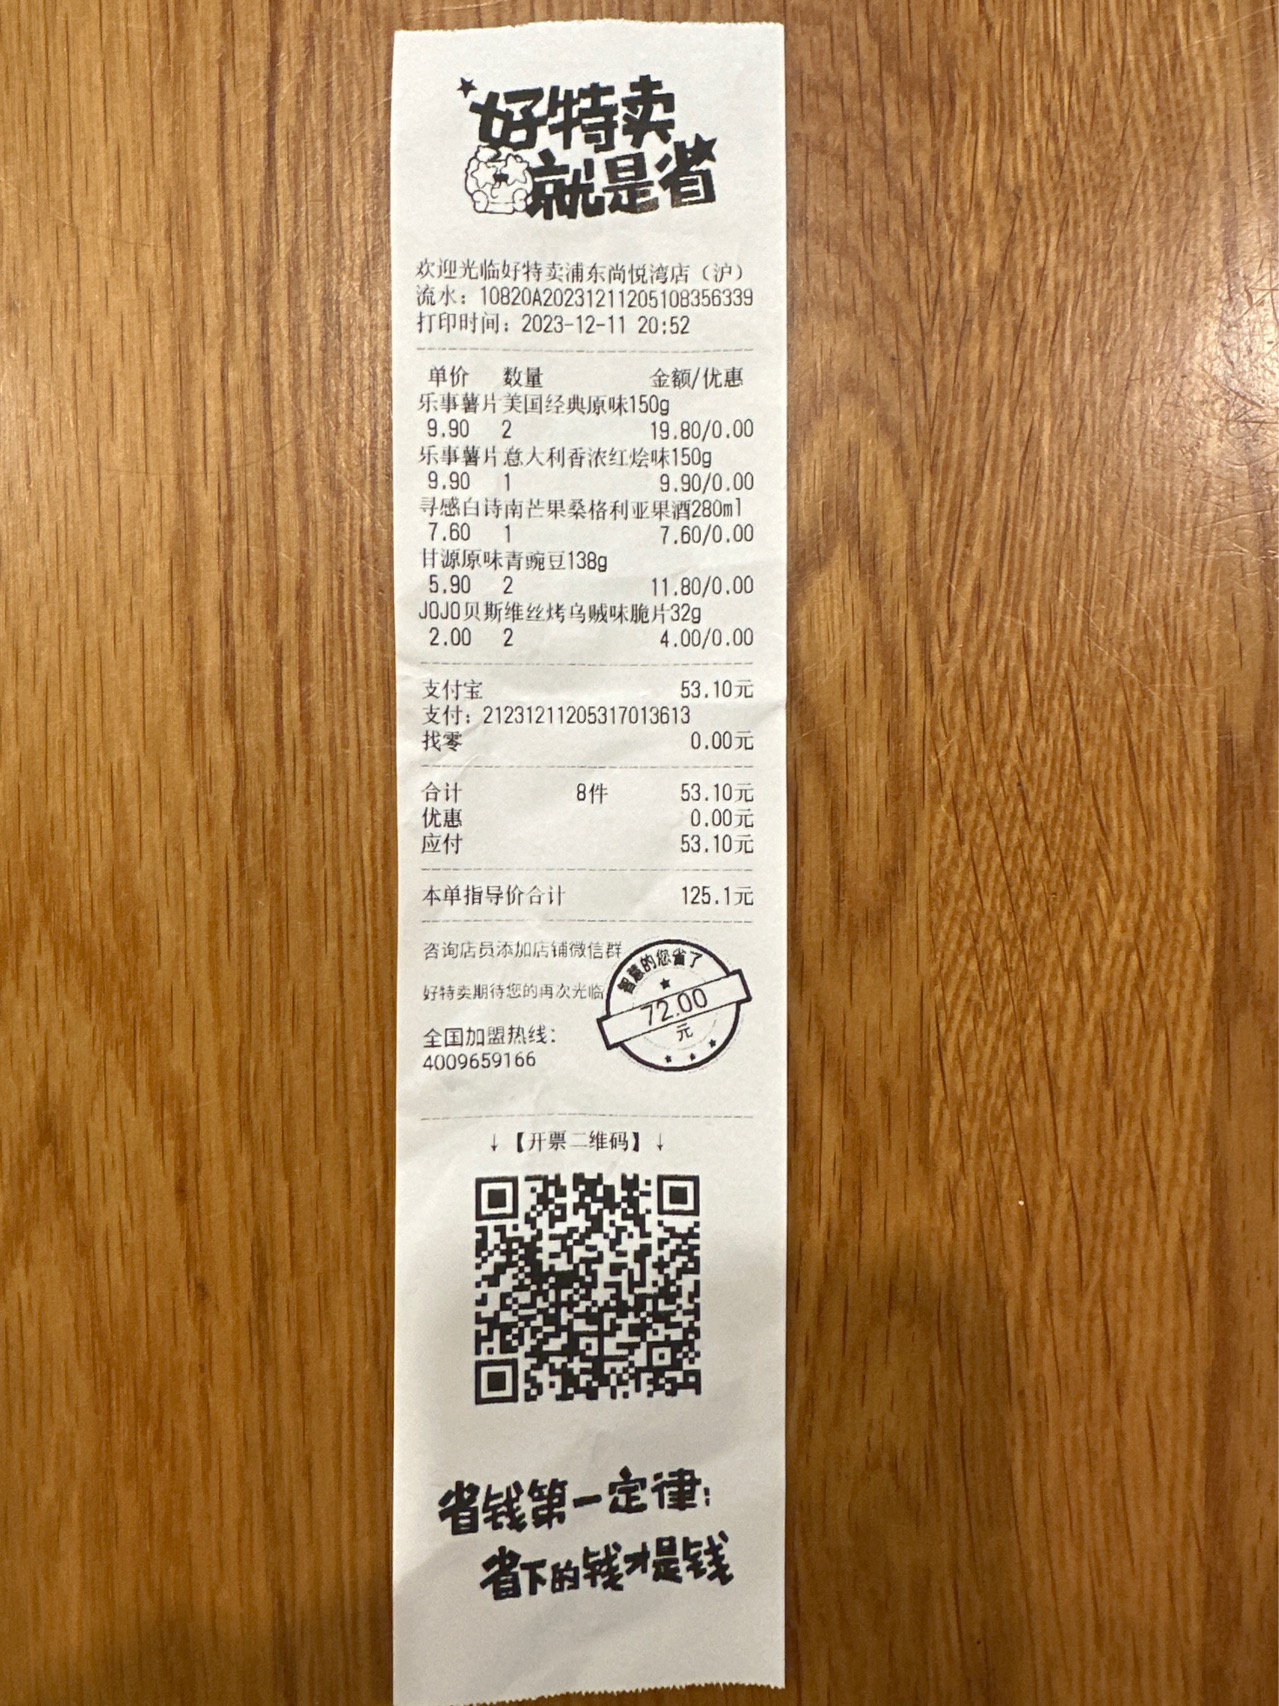 好特卖
就是省
欢迎光临好特卖浦东尚悦湾店（沪）
流水：10820A202312112051083​56339
打印时间：2023-12-11 20:52
单价 数量 金额/优惠
乐事薯片美国经典原味150g
9.90 2 19.80/0.00
乐事薯片意大利香浓红烩味150g
9.90 1 9.90/0.00
寻感白诗南芒果桑格利亚果酒280ml
7.60 1 7.60/0.00
甘源原味青豌豆138g
5.90 2 11.80/0.00
JOJO贝斯维丝烤乌贼味脆片32g
2.00 2 4.00/0.00
支付宝 53.10元
支付：21231211205317013613
找零 0.00元
合计 8件 53.10元
优惠 0.00元
应付 53.10元
本单指导价合计 125.1元
咨询店员添加店铺微信群
好特卖期待您的再次光临
智慧的您省了
72.00
元
全国加盟热线：
4009659166
↓【开票二维码】↓
省钱第一定律：
省下的钱才是钱